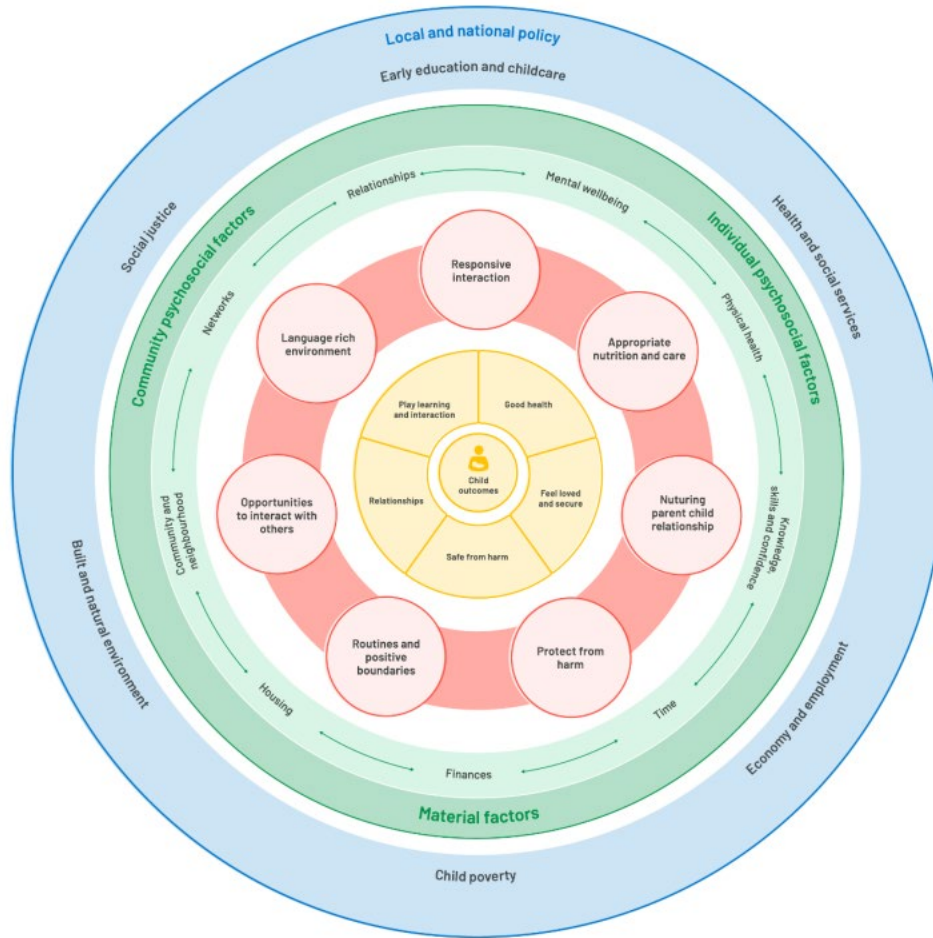 Local and national policy
Early education and childcare
Social justice
Health and social services
Built and natural environment
Economy and employment
Child poverty
Community psychosocial factors
Individual psychosocial factors
Material factors
Relationships
Mental wellbeing
Networks
Physical health
Community and
neighbourhood
Knowledge,
skills and confidence
Housing
Time
Finances
Responsive
interaction
Language rich
environment
Appropriate
nutrition and care
Opportunities
to interact with
others
Nuturing
parent child
relationship
Routines and
positive
boundaries
Protect from
harm
Play learning
and interaction
Good health
Relationships
Feel loved
and secure
Safe from harm
Child
outcomes